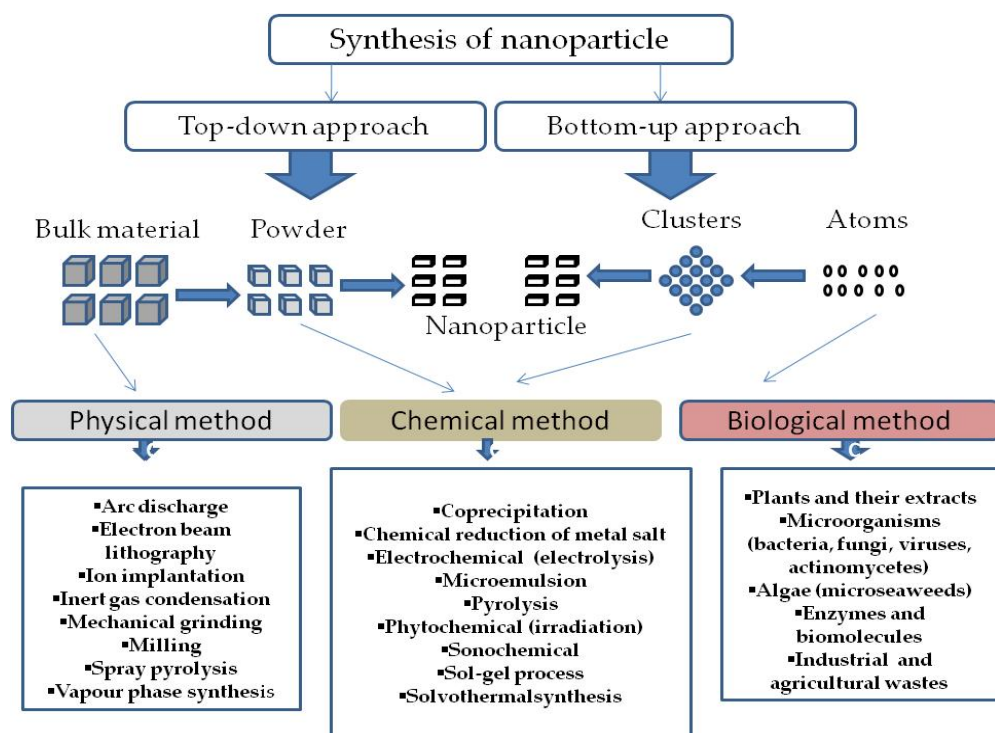 Synthesis of nanoparticle
Top-down approach
Bottom-up approach
Bulk material
Powder
Clusters
Atoms
Nanoparticle
Physical method
Chemical method
Biological method
▪Arc discharge
▪Electron beam
lithography
▪Ion implantation
▪Inert gas condensation
▪Mechanical grinding
▪Milling
▪Spray pyrolysis
▪Vapour phase synthesis
▪Coprecipitation
▪Chemical reduction of metal salt
▪Electrochemical (electrolysis)
▪Microemulsion
▪Pyrolysis
▪Phytochemical (irradiation)
▪Sonochemical
▪Sol-gel process
▪Solvothermalsynthesis
▪Plants and their extracts
▪Microorganisms
(bacteria, fungi, viruses,
actinomycetes)
▪Algae (microseaweeds)
▪Enzymes and
biomolecules
▪Industrial and
agricultural wastes